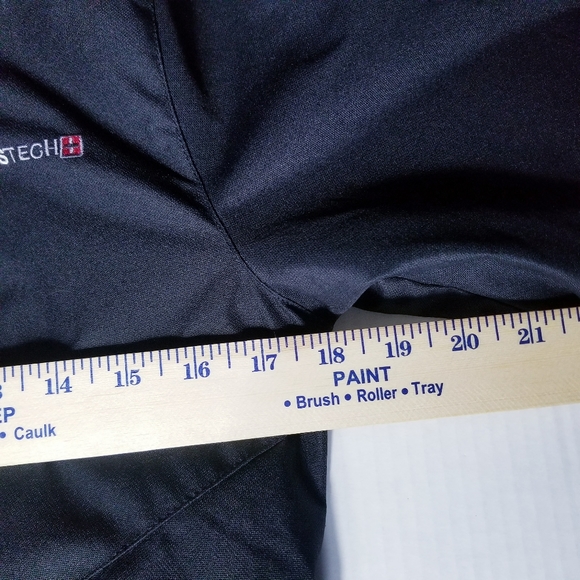 STECH
14 15 16 17 18 19 20 21
PAINT
• Brush • Roller • Tray
EP
• Caulk